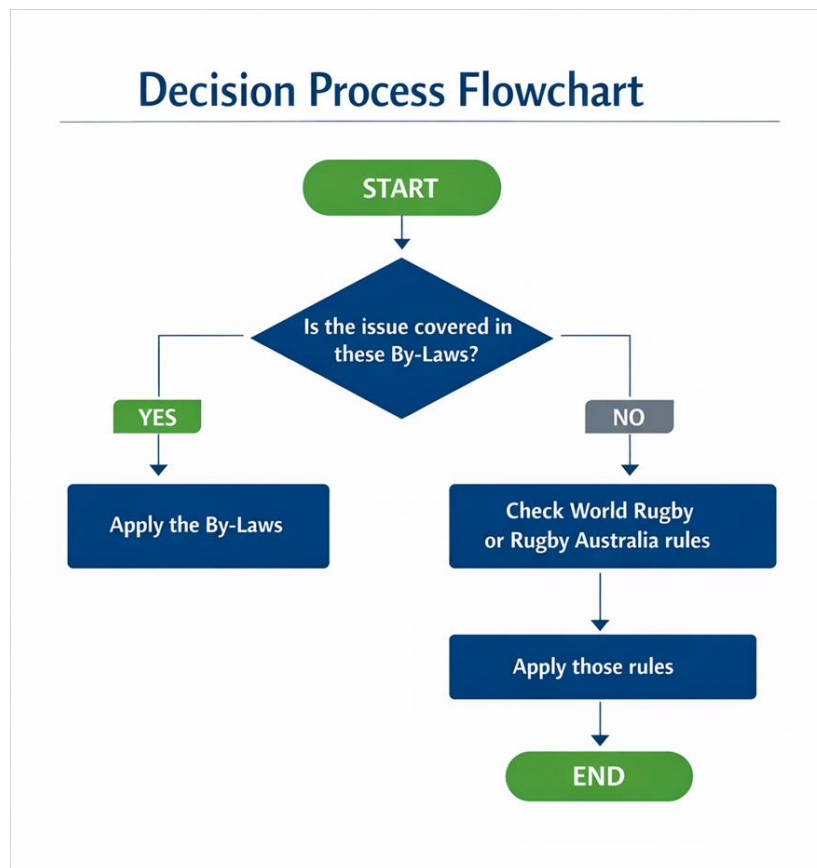 Decision Process Flowchart
START
Is the issue covered in
these By-Laws?
YES
NO
Apply the By-Laws
Check World Rugby
or Rugby Australia rules
Apply those rules
END